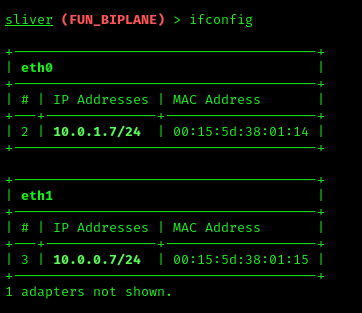 sliver (FUN_BIPLANE) > ifconfig
eth0
# | IP Addresses | MAC Address
2 | 10.0.1.7/24 | 00:15:5d:38:01:14
eth1
# | IP Addresses | MAC Address
3 | 10.0.0.7/24 | 00:15:5d:38:01:15
1 adapters not shown.